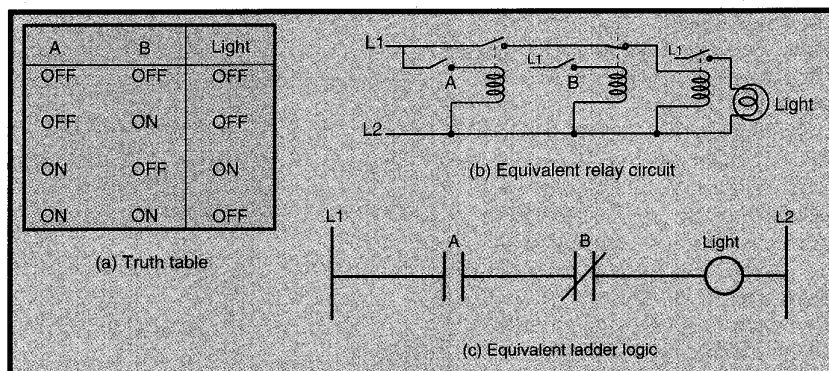 A B Light
OFF OFF OFF
OFF ON OFF
ON OFF ON
ON ON OFF
(a) Truth table
L1
L1
L1
A
B
Light
L2
(b) Equivalent relay circuit
L1
L2
A
B
Light
(c) Equivalent ladder logic